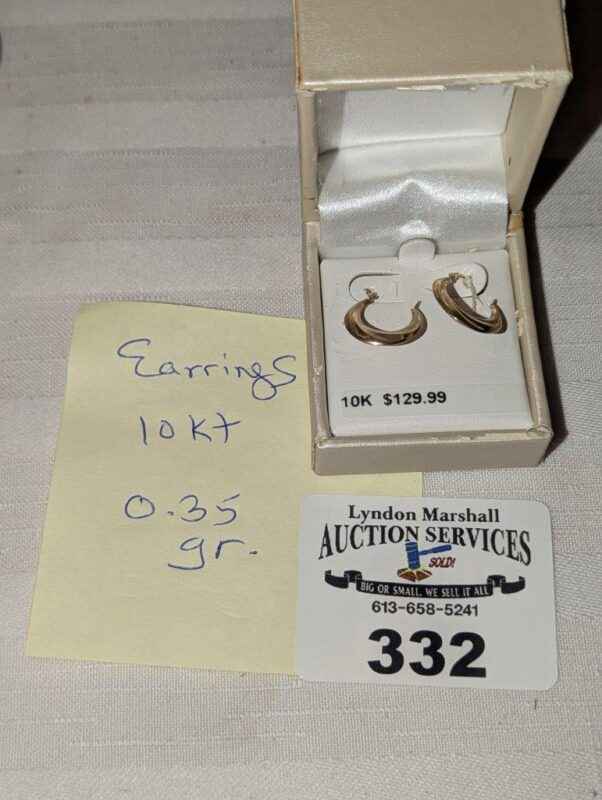 Earrings
10kt
0.35
gr.
10K $129.99
Lyndon Marshall
AUCTION SERVICES
SOLD!
BIG OR SMALL, WE SELL IT ALL
613-658-5241
332